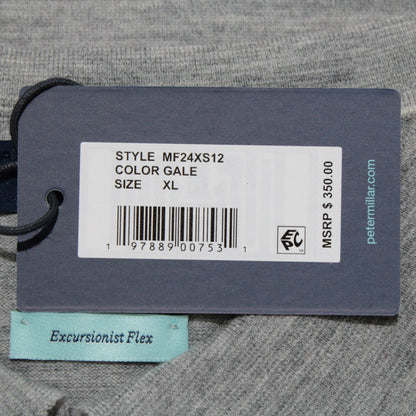 STYLE MF24XS12
COLOR GALE
SIZE XL
1 97889 00753 1
MSRP $ 350.00
petermillar.com
Excursionist Flex